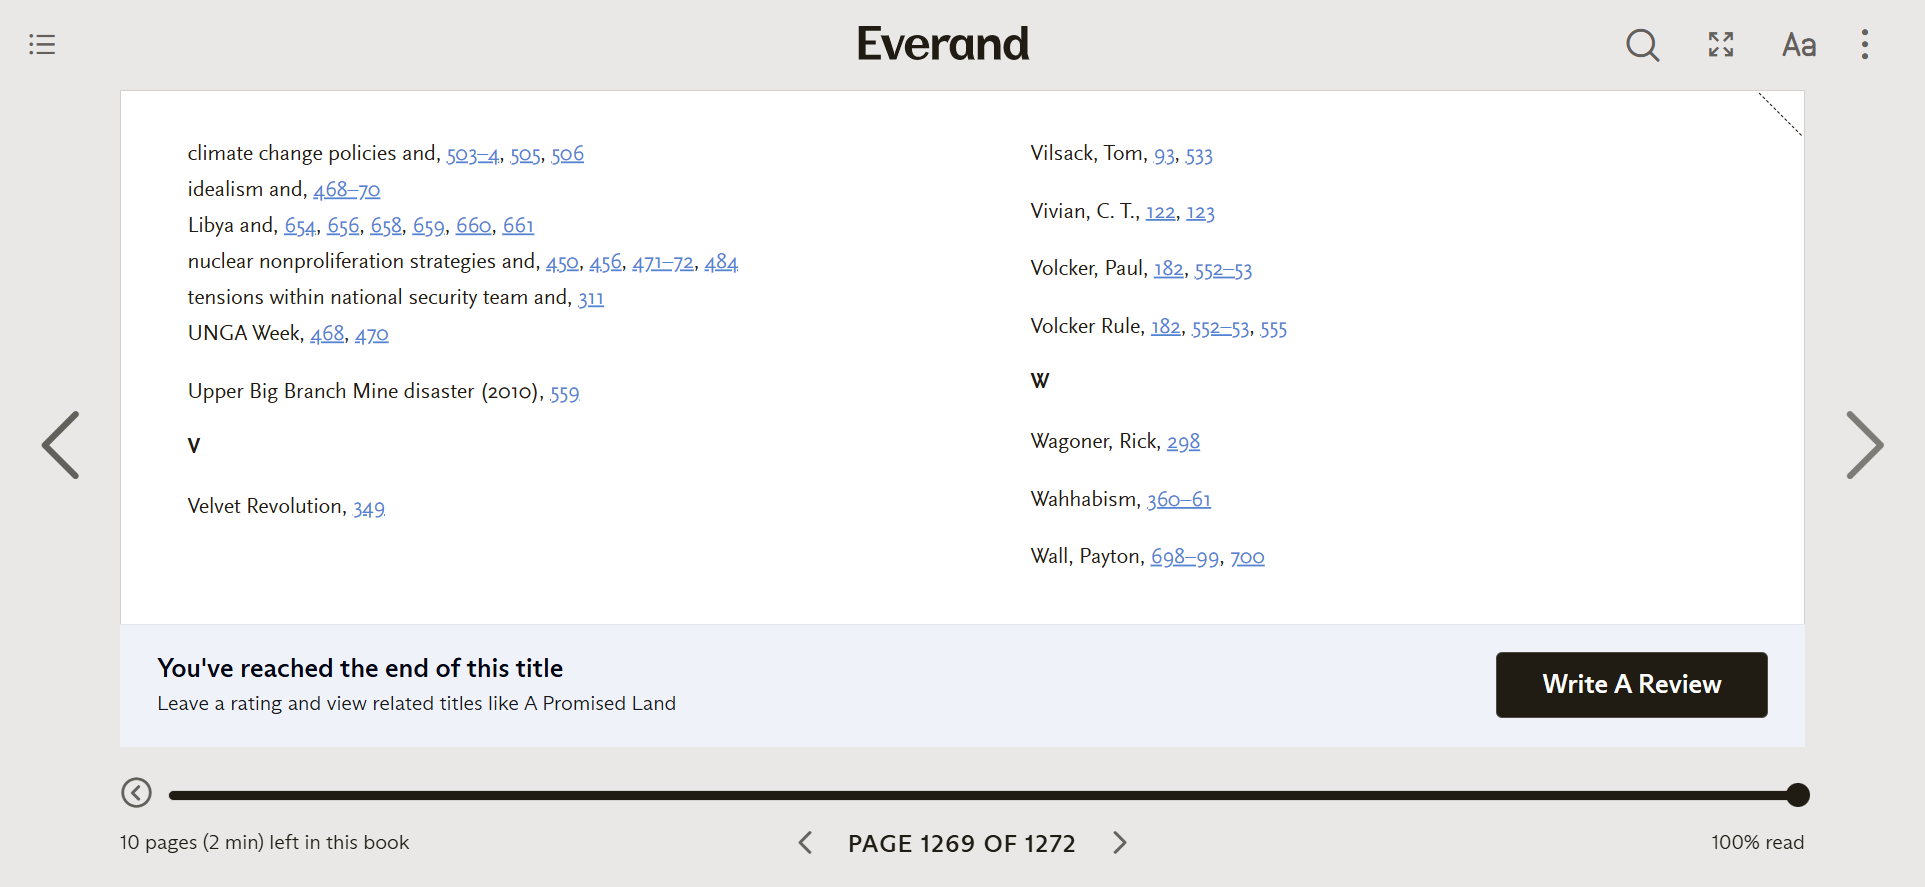 Everand
Aa
climate change policies and, 503–4, 505, 506
idealism and, 468–70
Libya and, 654, 656, 658, 659, 660, 661
nuclear nonproliferation strategies and, 450, 456, 471–72, 484
tensions within national security team and, 311
UNGA Week, 468, 470
Upper Big Branch Mine disaster (2010), 559
V
Velvet Revolution, 349
Vilsack, Tom, 93, 533
Vivian, C. T., 122, 123
Volcker, Paul, 182, 552–53
Volcker Rule, 182, 552–53, 555
W
Wagoner, Rick, 298
Wahhabism, 360–61
Wall, Payton, 698–99, 700
You've reached the end of this title
Leave a rating and view related titles like A Promised Land
Write A Review
10 pages (2 min) left in this book
PAGE 1269 OF 1272
100% read